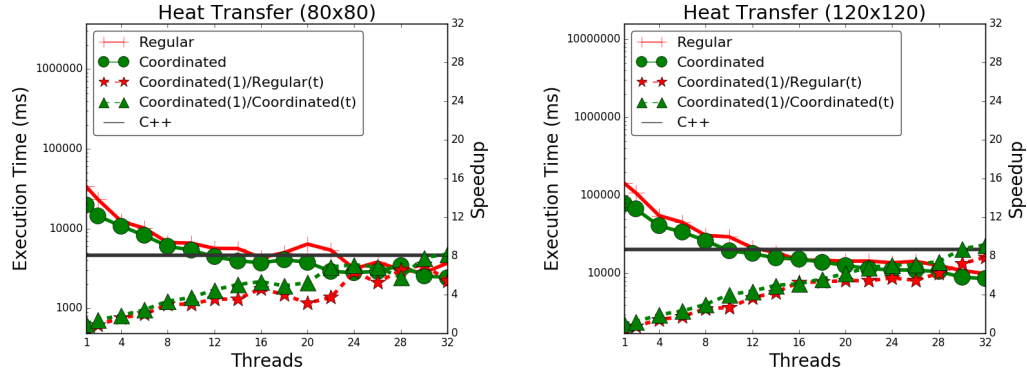 Heat Transfer (80x80)
Regular
Coordinated
Coordinated(1)/Regular(t)
Coordinated(1)/Coordinated(t)
C++
Execution Time (ms)
1000000
100000
10000
1000
Speedup
32
28
24
20
16
12
8
4
0
1 4 8 12 16 20 24 28 32
Threads
Heat Transfer (120x120)
Regular
Coordinated
Coordinated(1)/Regular(t)
Coordinated(1)/Coordinated(t)
C++
Execution Time (ms)
10000000
1000000
100000
10000
Speedup
32
28
24
20
16
12
8
4
0
1 4 8 12 16 20 24 28 32
Threads